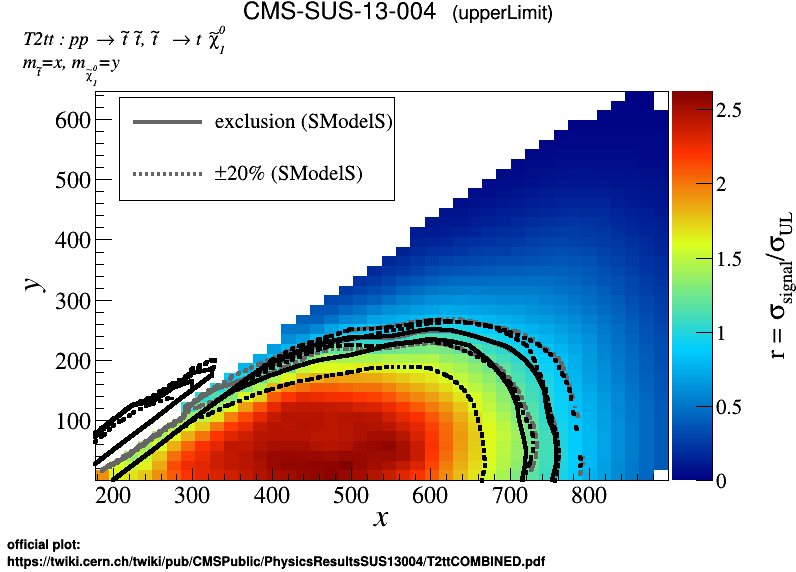 CMS-SUS-13-004 (upperLimit)
T2tt : pp → t̃ t̃, t̃ → t χ̃⁰₁
m_t̃=x, m_χ̃⁰₁=y
exclusion (SModelS)
±20% (SModelS)
600
500
400
300
200
100
y
200 300 400 500 600 700 800
x
2.5
2
1.5
1
0.5
0
r = σ_signal/σ_UL
official plot:
https://twiki.cern.ch/twiki/pub/CMSPublic/PhysicsResultsSUS13004/T2ttCOMBINED.pdf